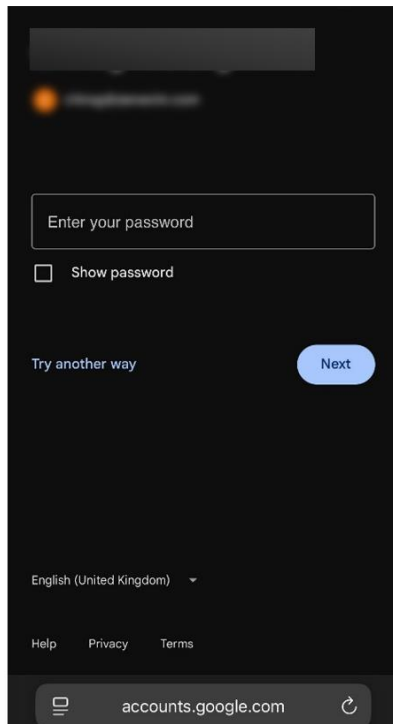 Enter your password
Show password
Try another way
Next
English (United Kingdom)
Help Privacy Terms
accounts.google.com